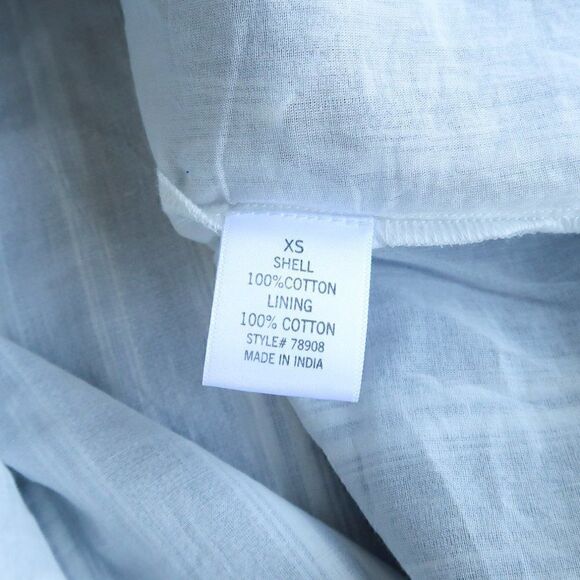 XS
SHELL
100%COTTON
LINING
100% COTTON
STYLE# 78908
MADE IN INDIA